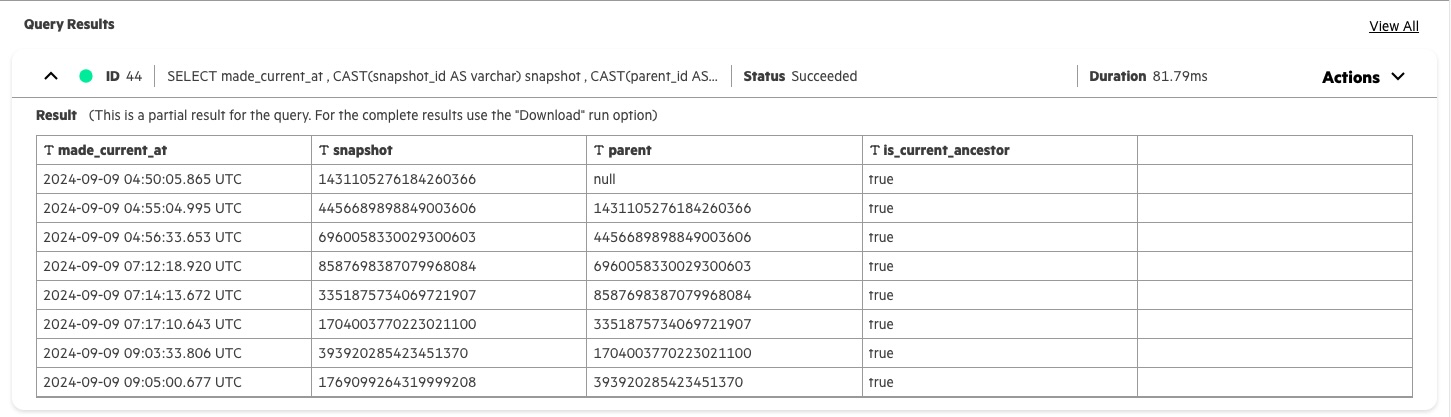 Query Results
View All
ID 44 SELECT made_current_at , CAST(snapshot_id AS varchar) snapshot , CAST(parent_id AS... Status Succeeded Duration 81.79ms Actions
Result (This is a partial result for the query. For the complete results use the "Download" run option)
T made_current_at T snapshot T parent T is_current_ancestor
2024-09-09 04:50:05.865 UTC 1431105276184260366 null true
2024-09-09 04:55:04.995 UTC 4456689898849003606 1431105276184260366 true
2024-09-09 04:56:33.653 UTC 6960058330029300603 4456689898849003606 true
2024-09-09 07:12:18.920 UTC 8587698387079968084 6960058330029300603 true
2024-09-09 07:14:13.672 UTC 3351875734069721907 8587698387079968084 true
2024-09-09 07:17:10.643 UTC 1704003770223021100 3351875734069721907 true
2024-09-09 09:03:33.806 UTC 393920285423451370 1704003770223021100 true
2024-09-09 09:05:00.677 UTC 1769099264319999208 393920285423451370 true